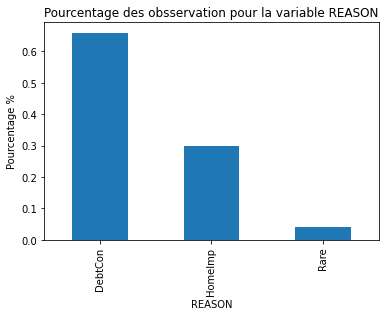 Pourcentage des obsservation pour la variable REASON
Pourcentage %
0.6
0.5
0.4
0.3
0.2
0.1
0.0
DebtCon
HomeImp
Rare
REASON